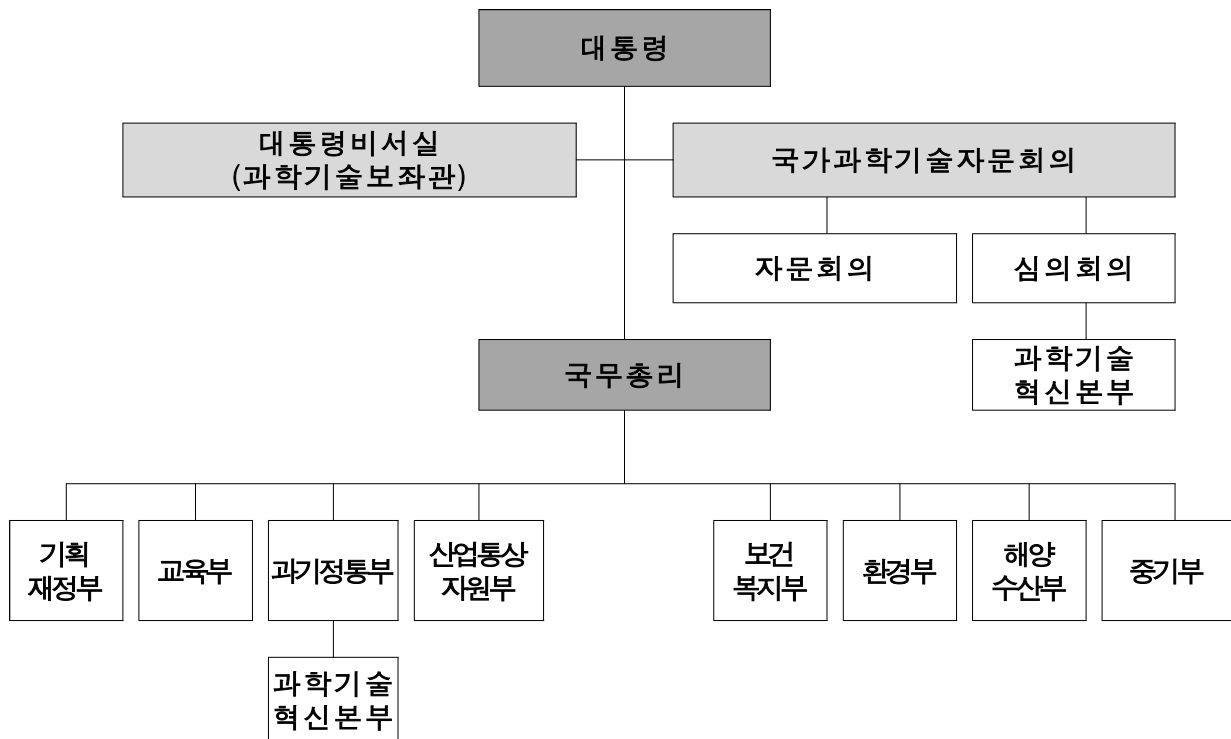 대통령
대통령비서실
(과학기술보좌관)
국가과학기술자문회의
자문회의
심의회의
국무총리
과학기술
혁신본부
기획
재정부
교육부
과기정통부
산업통상
자원부
보건
복지부
환경부
해양
수산부
중기부
과학기술
혁신본부